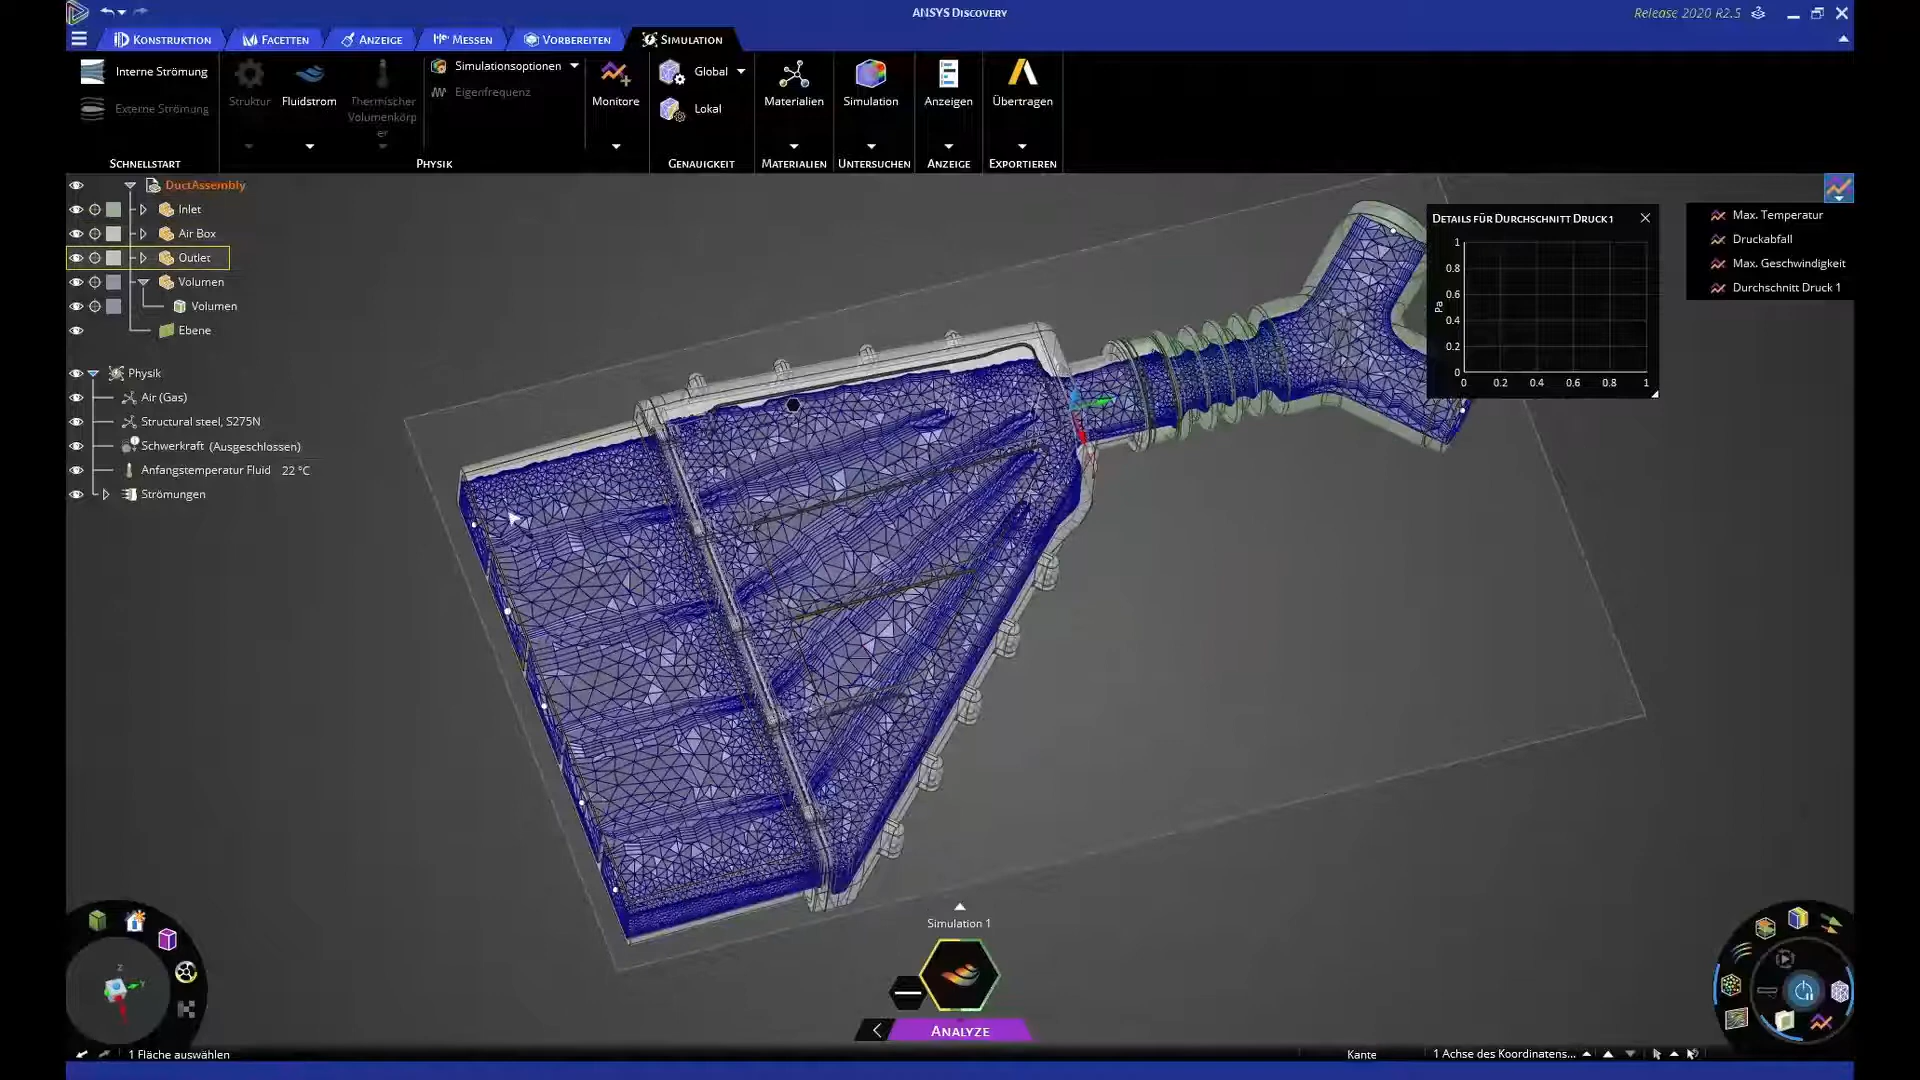 ANSYS Discovery
Release 2020 R2.5
Konstruktion
Facetten
Anzeige
Messen
Vorbereiten
Simulation
Interne Strömung
Externe Strömung
Schnellstart
Struktur
Fluidstrom
Thermischer
Volumenkörp
er
Simulationsoptionen
Eigenfrequenz
Physik
Monitore
Global
Lokal
Genauigkeit
Materialien
Materialien
Simulation
Untersuchen
Anzeigen
Anzeige
Übertragen
Exportieren
DuctAssembly
Inlet
Air Box
Outlet
Volumen
Volumen
Ebene
Physik
Air (Gas)
Structural steel, S275N
Schwerkraft (Ausgeschlossen)
Anfangstemperatur Fluid 22 °C
Strömungen
Details für Durchschnitt Druck 1
1
0.8
0.6
0.4
0.2
0
Pa
0 0.2 0.4 0.6 0.8 1
Max. Temperatur
Druckabfall
Max. Geschwindigkeit
Durchschnitt Druck 1
Simulation 1
Analyze
Z
Y
1 Fläche auswählen
Kante
1 Achse des Koordinatens...